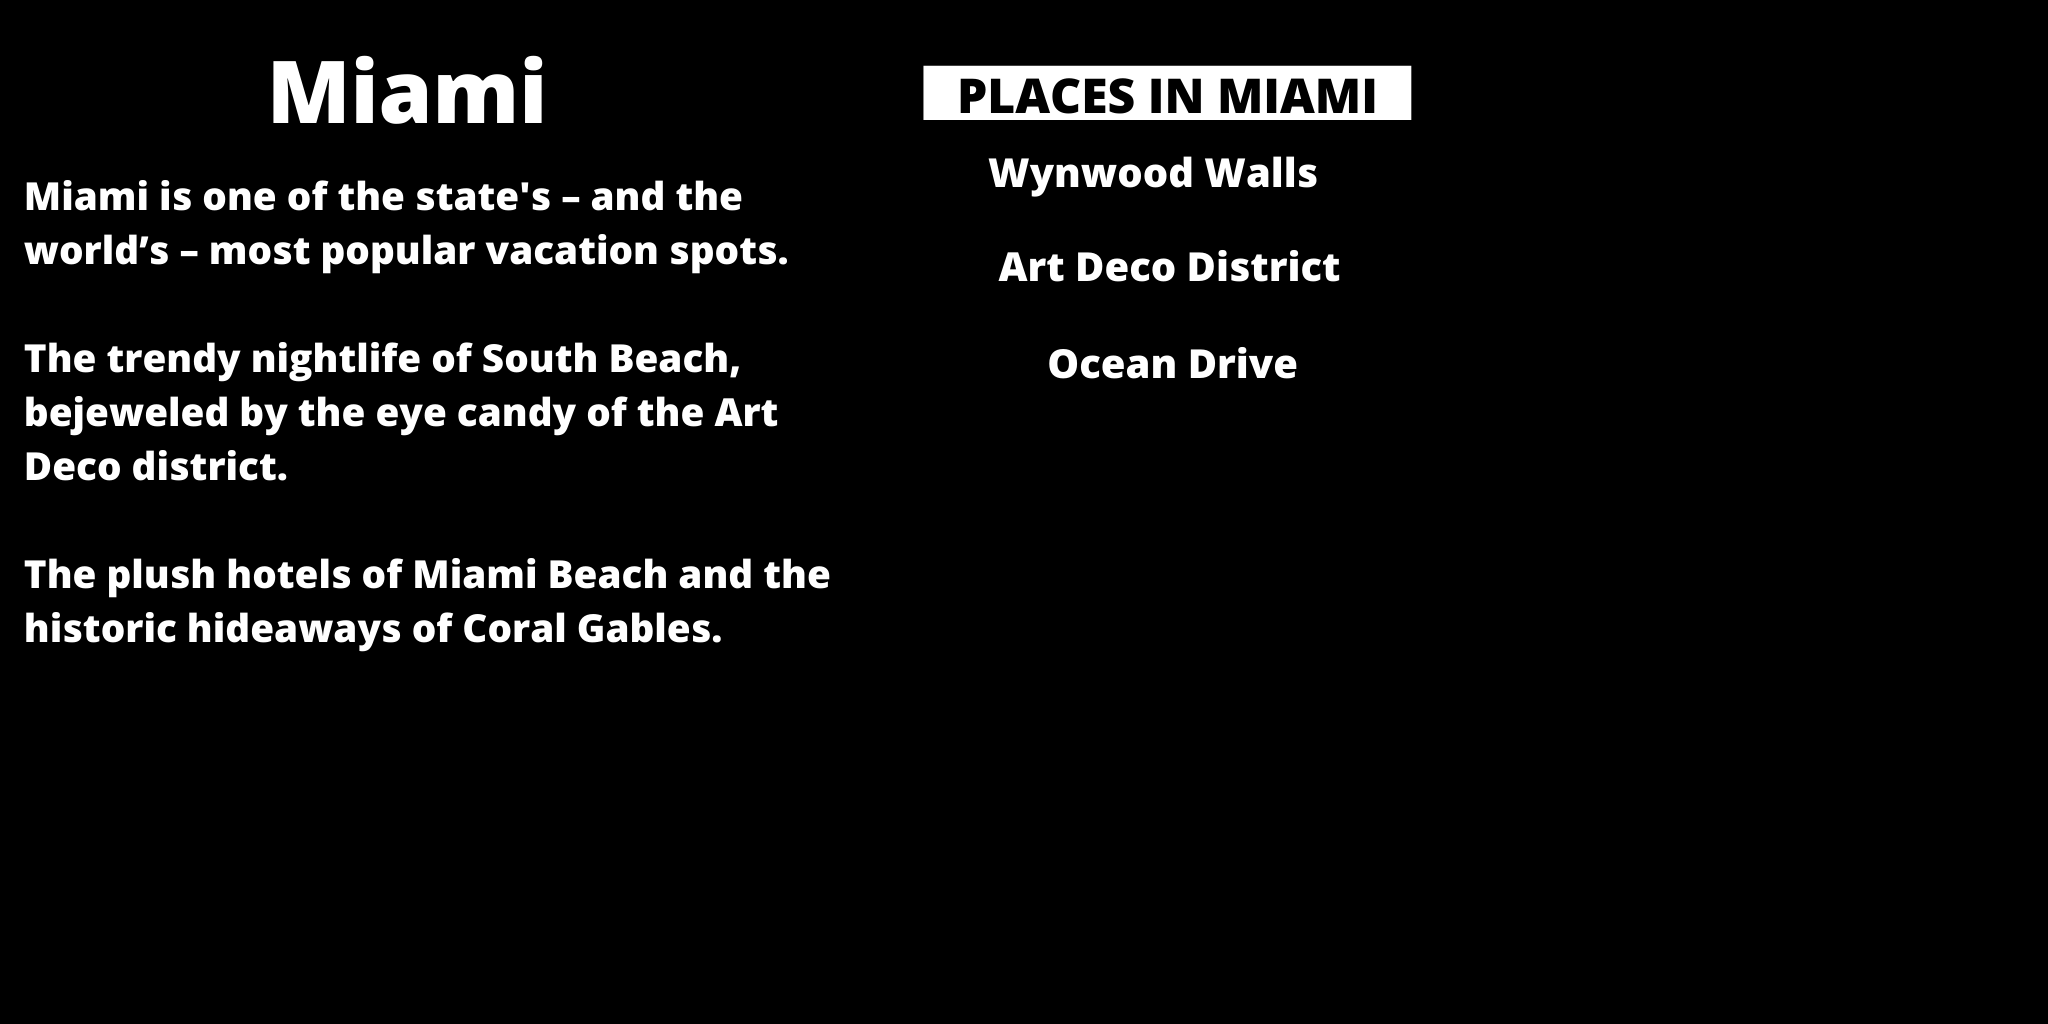 Miami
Miami is one of the state's – and the
world’s – most popular vacation spots.
The trendy nightlife of South Beach,
bejeweled by the eye candy of the Art
Deco district.
The plush hotels of Miami Beach and the
historic hideaways of Coral Gables.
PLACES IN MIAMI
Wynwood Walls
Art Deco District
Ocean Drive